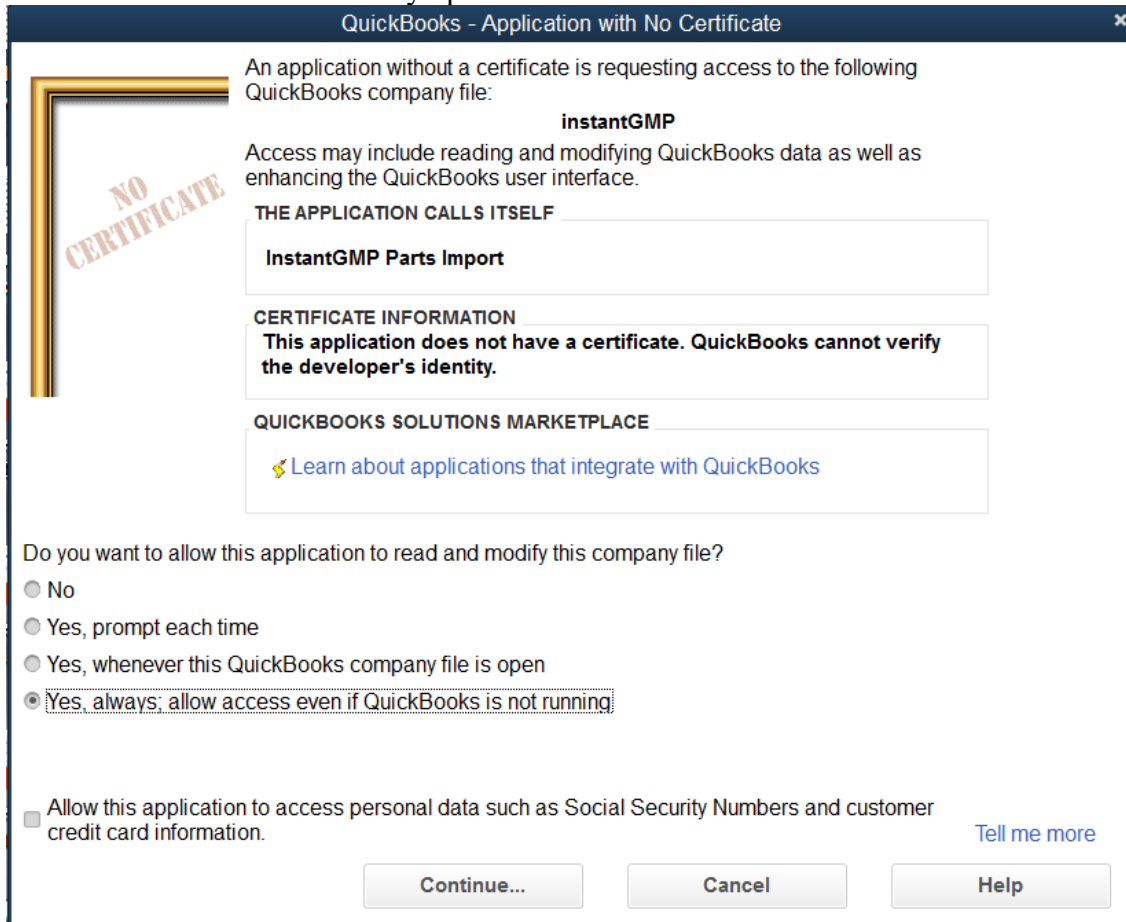 QuickBooks - Application with No Certificate
An application without a certificate is requesting access to the following
QuickBooks company file:
instantGMP
Access may include reading and modifying QuickBooks data as well as
enhancing the QuickBooks user interface.
NO
CERTIFICATE
THE APPLICATION CALLS ITSELF
InstantGMP Parts Import
CERTIFICATE INFORMATION
This application does not have a certificate. QuickBooks cannot verify
the developer's identity.
QUICKBOOKS SOLUTIONS MARKETPLACE
Learn about applications that integrate with QuickBooks
Do you want to allow this application to read and modify this company file?
No
Yes, prompt each time
Yes, whenever this QuickBooks company file is open
Yes, always; allow access even if QuickBooks is not running
Allow this application to access personal data such as Social Security Numbers and customer
credit card information.
Tell me more
Continue...
Cancel
Help